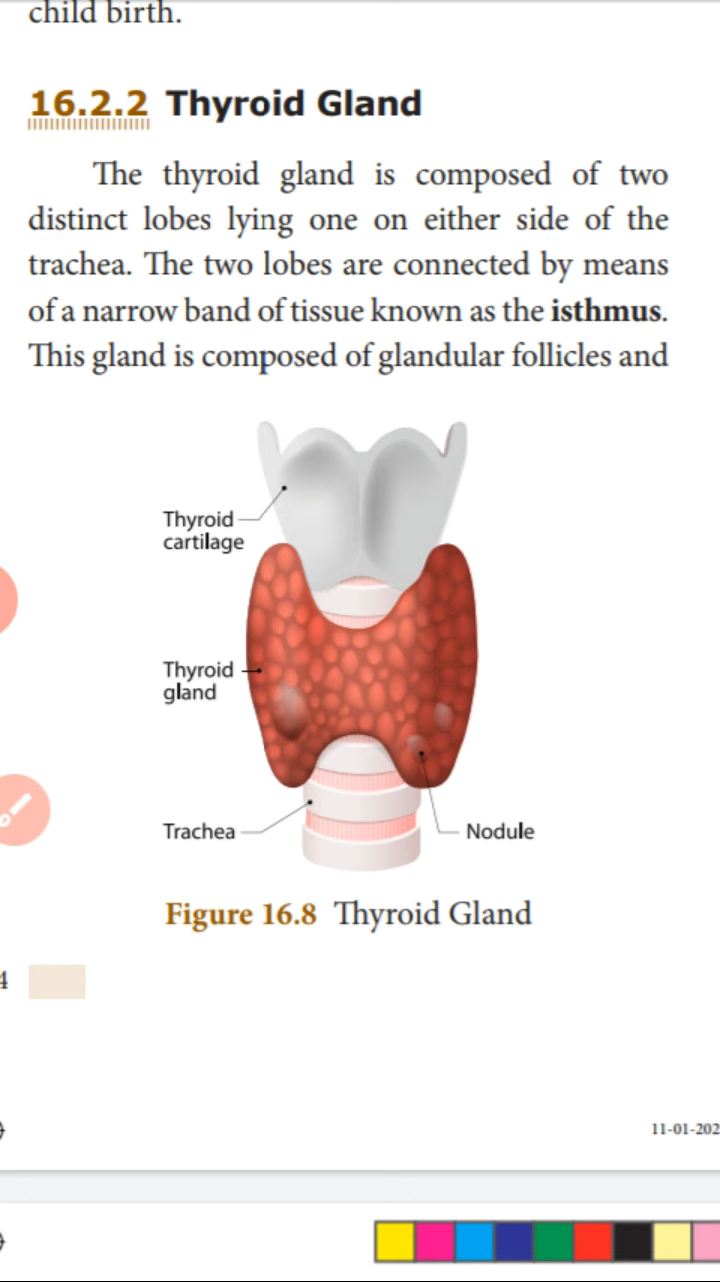 child birth.
16.2.2 Thyroid Gland
The thyroid gland is composed of two
distinct lobes lying one on either side of the
trachea. The two lobes are connected by means
of a narrow band of tissue known as the isthmus.
This gland is composed of glandular follicles and
Thyroid
cartilage
Thyroid
gland
Trachea
Nodule
Figure 16.8 Thyroid Gland
4
11-01-202